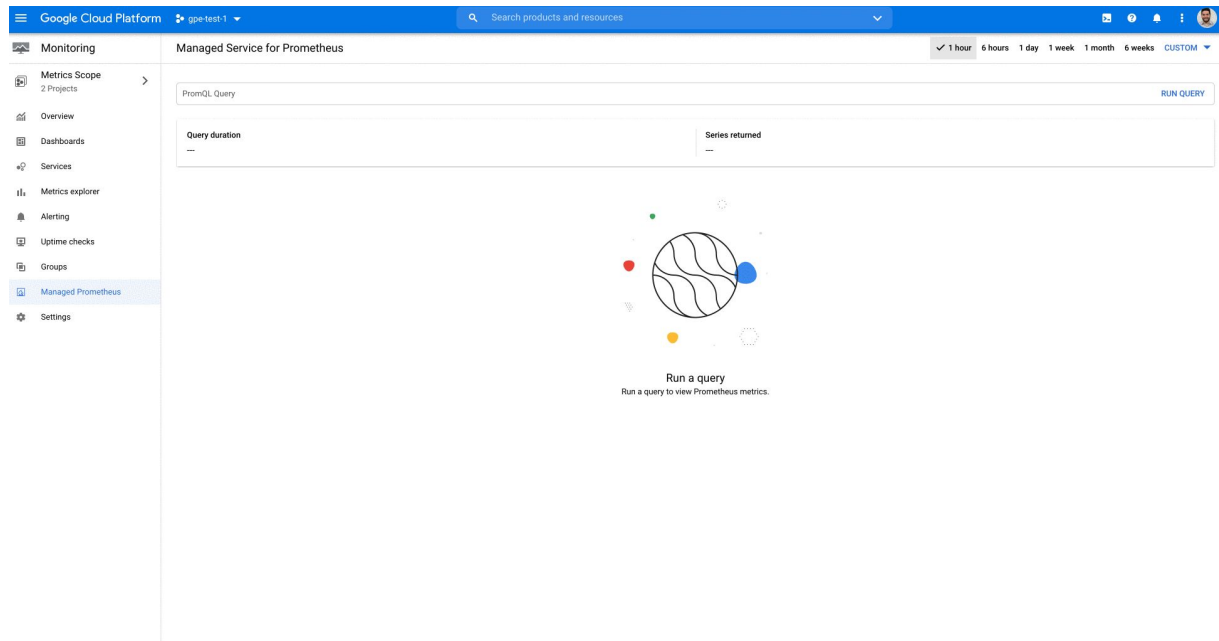 Google Cloud Platform
gpe-test-1
Search products and resources
Monitoring
Managed Service for Prometheus
1 hour
6 hours
1 day
1 week
1 month
6 weeks
CUSTOM
Metrics Scope
2 Projects
PromQL Query
RUN QUERY
Overview
Dashboards
Services
Metrics explorer
Alerting
Uptime checks
Groups
Managed Prometheus
Settings
Query duration
---
Series returned
---
Run a query
Run a query to view Prometheus metrics.